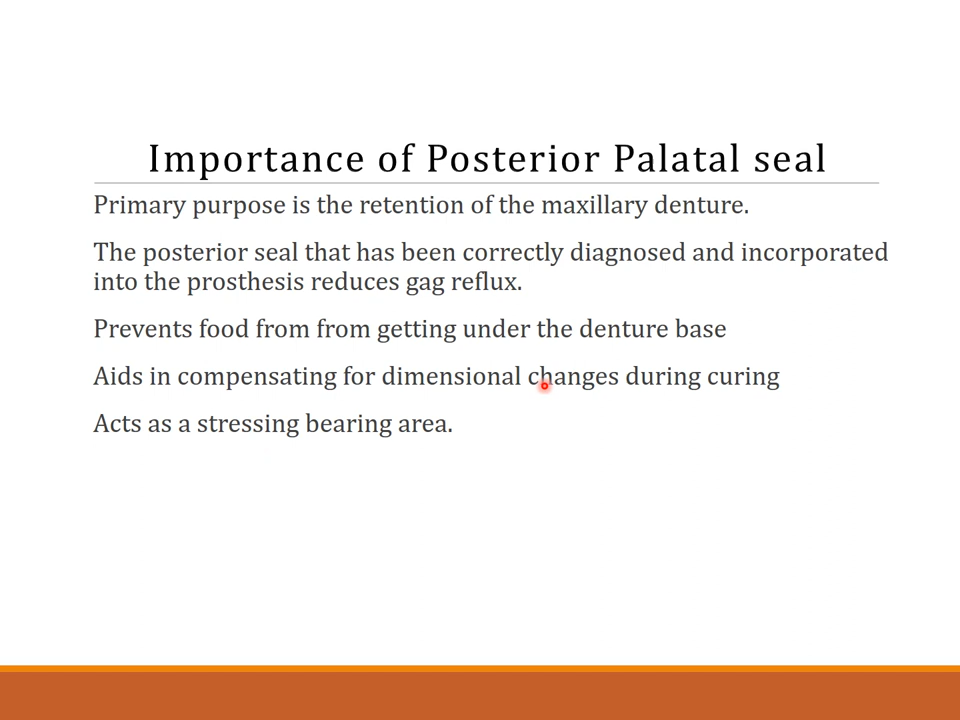 Importance of Posterior Palatal seal
Primary purpose is the retention of the maxillary denture.
The posterior seal that has been correctly diagnosed and incorporated
into the prosthesis reduces gag reflux.
Prevents food from from getting under the denture base
Aids in compensating for dimensional changes during curing
Acts as a stressing bearing area.